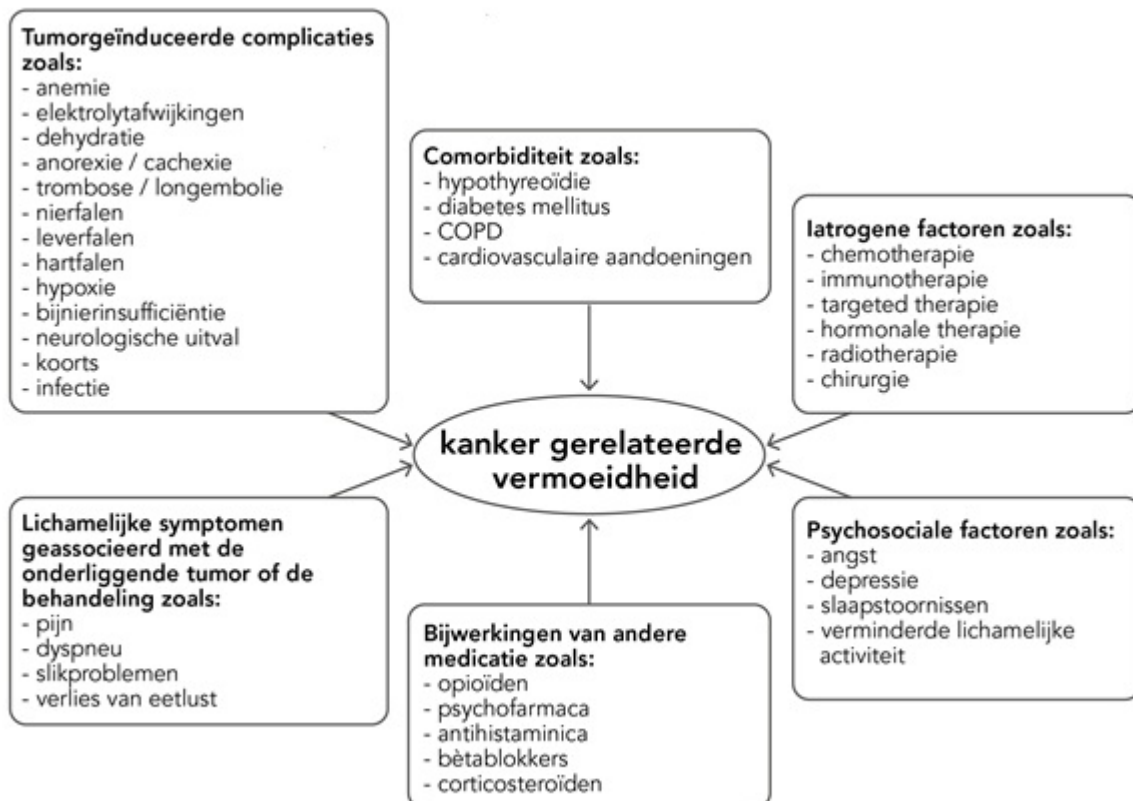 Tumorgeïnduceerde complicaties
zoals:
- anemie
- elektrolytafwijkingen
- dehydratie
- anorexie / cachexie
- trombose / longembolie
- nierfalen
- leverfalen
- hartfalen
- hypoxie
- bijnierinsufficiëntie
- neurologische uitval
- koorts
- infectie
Comorbiditeit zoals:
- hypothyreoïdie
- diabetes mellitus
- COPD
- cardiovasculaire aandoeningen
Iatrogene factoren zoals:
- chemotherapie
- immunotherapie
- targeted therapie
- hormonale therapie
- radiotherapie
- chirurgie
kanker gerelateerde
vermoeidheid
Lichamelijke symptomen
geassocieerd met de
onderliggende tumor of de
behandeling zoals:
- pijn
- dyspneu
- slikproblemen
- verlies van eetlust
Bijwerkingen van andere
medicatie zoals:
- opioïden
- psychofarmaca
- antihistaminica
- bètablokkers
- corticosteroïden
Psychosociale factoren zoals:
- angst
- depressie
- slaapstoornissen
- verminderde lichamelijke
activiteit